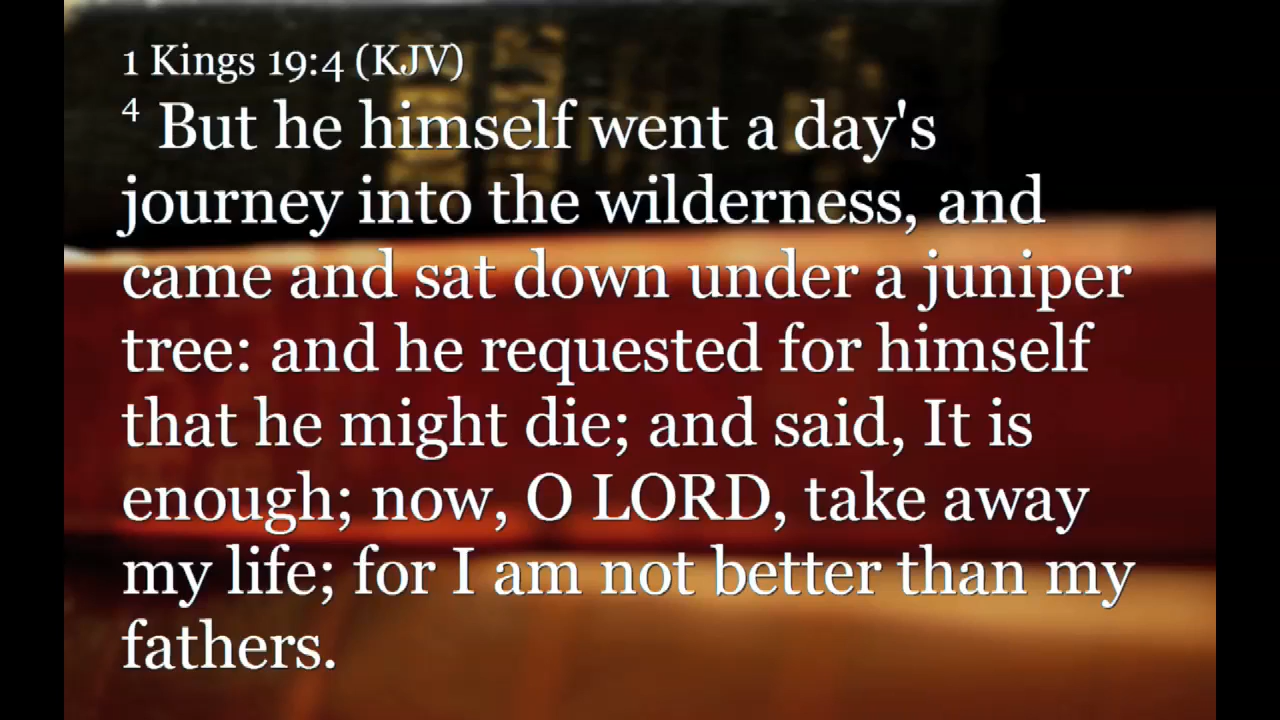 1 Kings 19:4 (KJV)
4 But he himself went a day's
journey into the wilderness, and
came and sat down under a juniper
tree: and he requested for himself
that he might die; and said, It is
enough; now, O LORD, take away
my life; for I am not better than my
fathers.